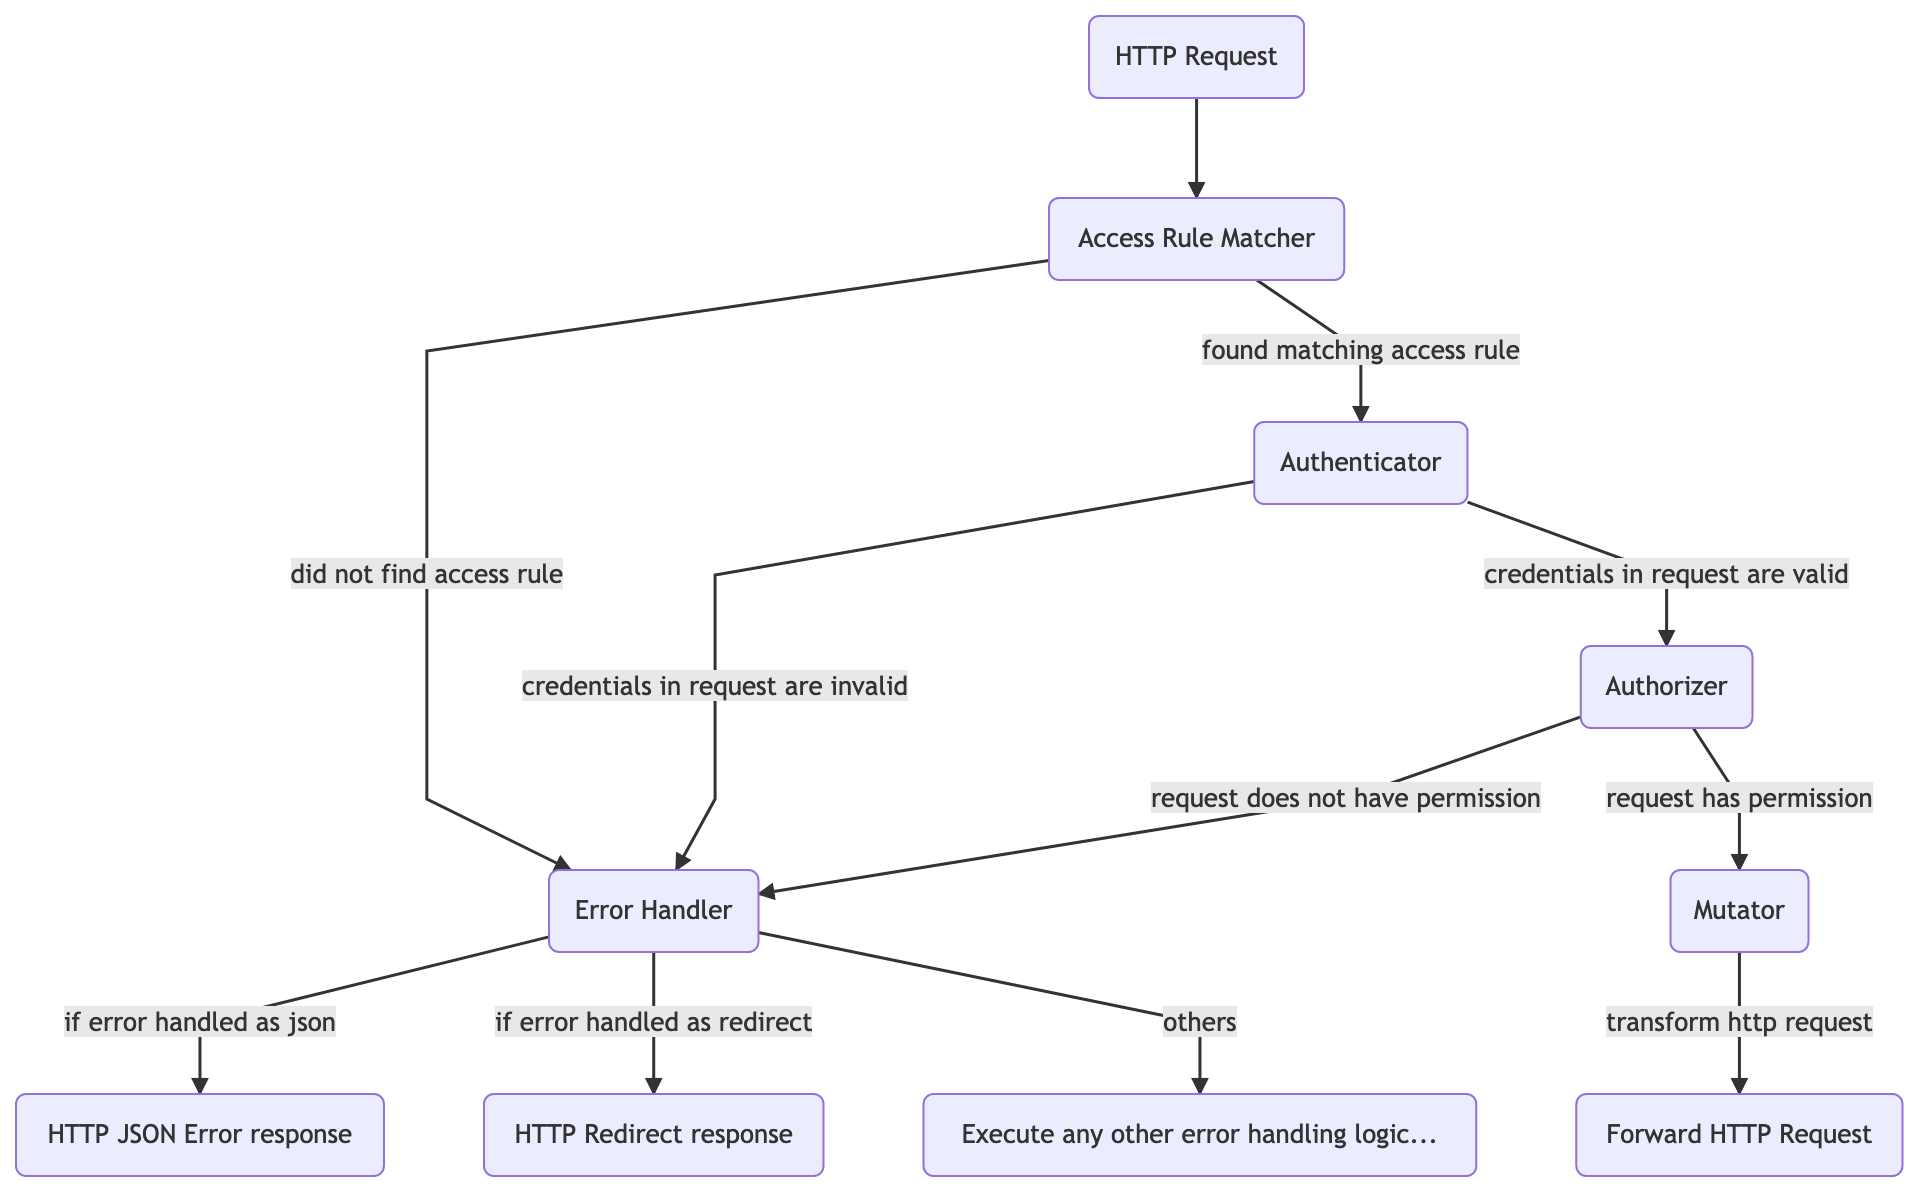 HTTP Request
Access Rule Matcher
found matching access rule
Authenticator
did not find access rule
credentials in request are valid
credentials in request are invalid
Authorizer
request does not have permission
request has permission
Error Handler
Mutator
if error handled as json
if error handled as redirect
others
transform http request
HTTP JSON Error response
HTTP Redirect response
Execute any other error handling logic...
Forward HTTP Request